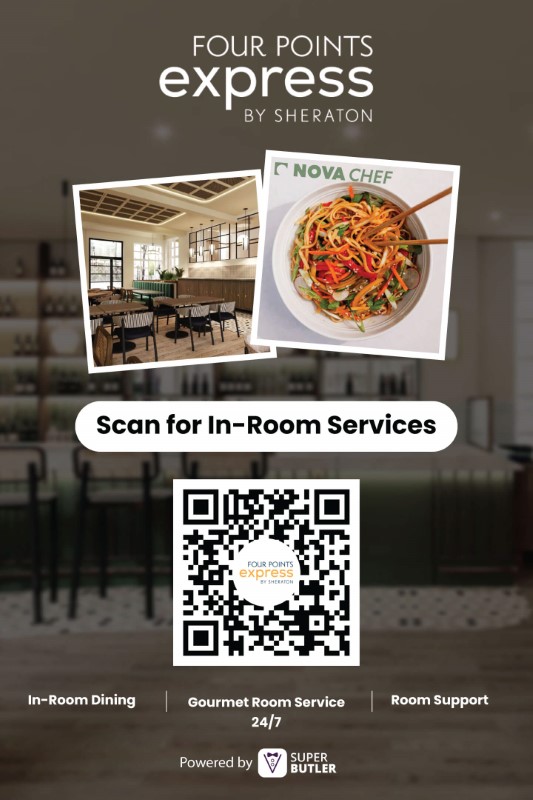 FOUR POINTS
express
BY SHERATON
NOVA CHEF
Scan for In-Room Services
FOUR POINTS
express
BY SHERATON
In-Room Dining
Gourmet Room Service
24/7
Room Support
Powered by SUPER
BUTLER